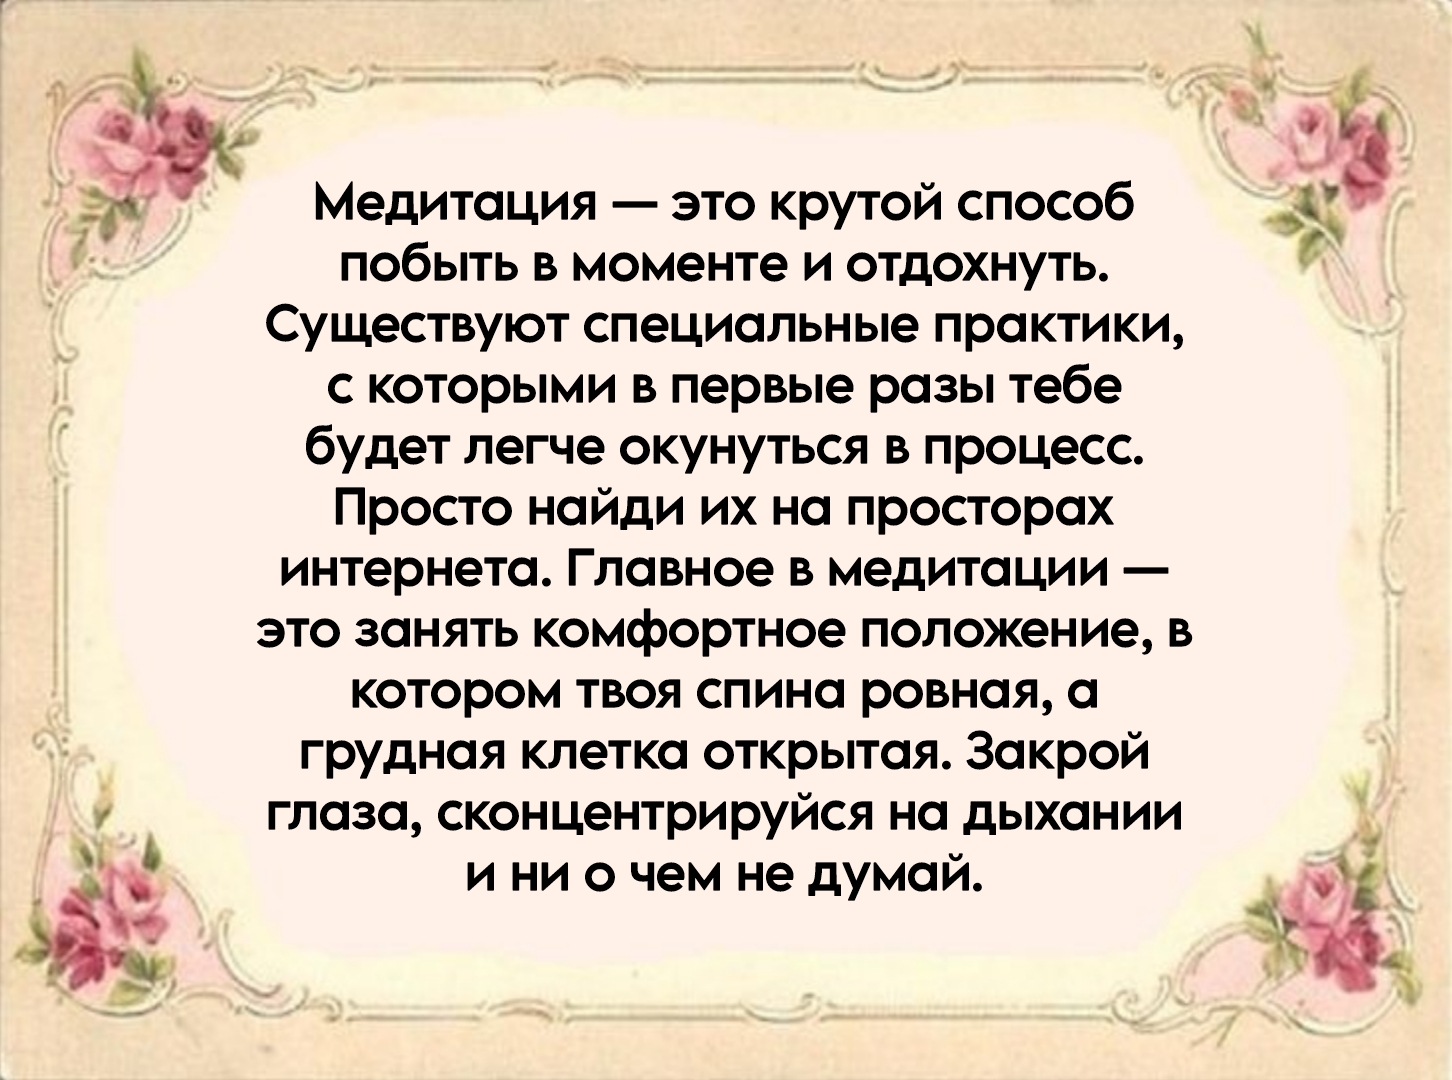 Медитация — это крутой способ
побыть в моменте и отдохнуть.
Существуют специальные практики,
с которыми в первые разы тебе
будет легче окунуться в процесс.
Просто найди их на просторах
интернета. Главное в медитации —
это занять комфортное положение, в
котором твоя спина ровная, а
грудная клетка открытая. Закрой
глаза, сконцентрируйся на дыхании
и ни о чем не думай.